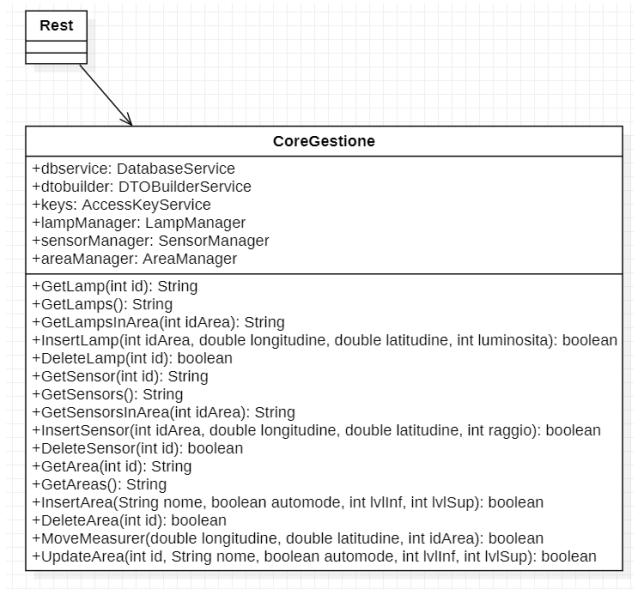 Rest
CoreGestione
+dbservice: DatabaseService
+dtobuilder: DTOBuilderService
+keys: AccessKeyService
+lampManager: LampManager
+sensorManager: SensorManager
+areaManager: AreaManager
+GetLamp(int id): String
+GetLamps(): String
+GetLampsInArea(int idArea): String
+InsertLamp(int idArea, double longitudine, double latitudine, int luminosita): boolean
+DeleteLamp(int id): boolean
+GetSensor(int id): String
+GetSensors(): String
+GetSensorsInArea(int idArea): String
+InsertSensor(int idArea, double longitudine, double latitudine, int raggio): boolean
+DeleteSensor(int id): boolean
+GetArea(int id): String
+GetAreas(): String
+InsertArea(String nome, boolean automode, int lvlInf, int lvlSup): boolean
+DeleteArea(int id): boolean
+MoveMeasurer(double longitudine, double latitudine, int idArea): boolean
+UpdateArea(int id, String nome, boolean automode, int lvlInf, int lvlSup): boolean